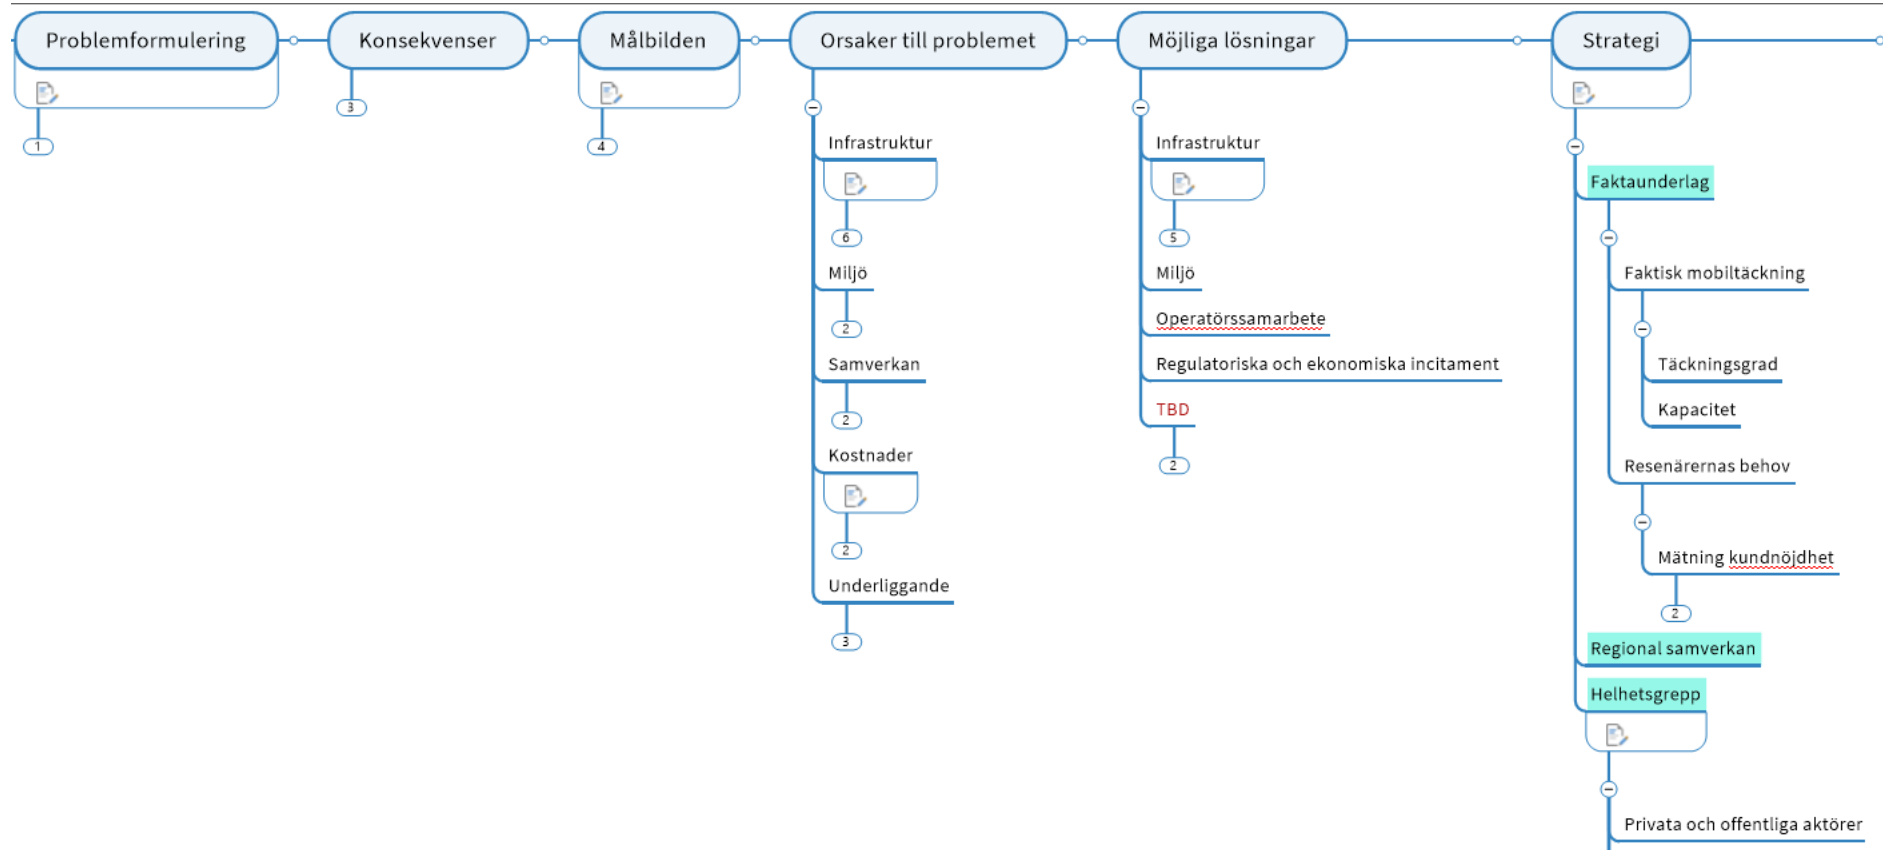 Problemformulering
1
Konsekvenser
3
Målbilden
4
Orsaker till problemet
Infrastruktur
6
Miljö
2
Samverkan
2
Kostnader
2
Underliggande
3
Möjliga lösningar
Infrastruktur
5
Miljö
Operatörssamarbete
Regulatoriska och ekonomiska incitament
TBD
2
Strategi
Faktaunderlag
Faktisk mobiltäckning
Täckningsgrad
Kapacitet
Resenärernas behov
Mätning kundnöjdhet
2
Regional samverkan
Helhetsgrepp
Privata och offentliga aktörer